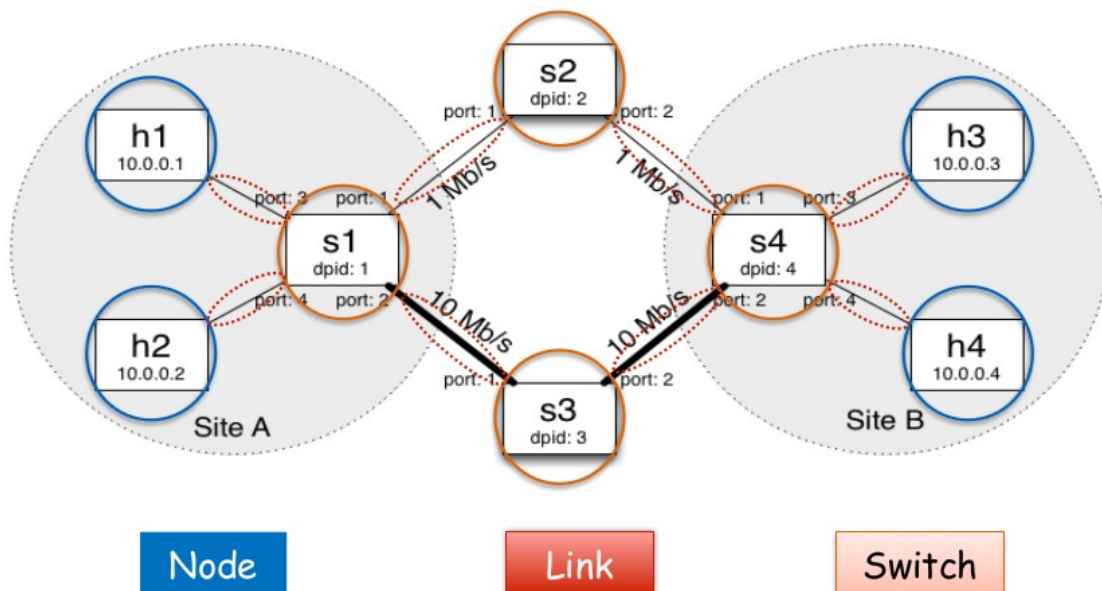 s2
dpid: 2
port: 1
port: 2
h1
10.0.0.1
h3
10.0.0.3
1 Mb/s
1 Mb/s
port: 3
port: 1
port: 1
port: 3
s1
dpid: 1
s4
dpid: 4
port: 4
port: 2
port: 2
port: 4
10 Mb/s
10 Mb/s
h2
10.0.0.2
h4
10.0.0.4
port: 1
port: 2
s3
dpid: 3
Site A
Site B
Node
Link
Switch